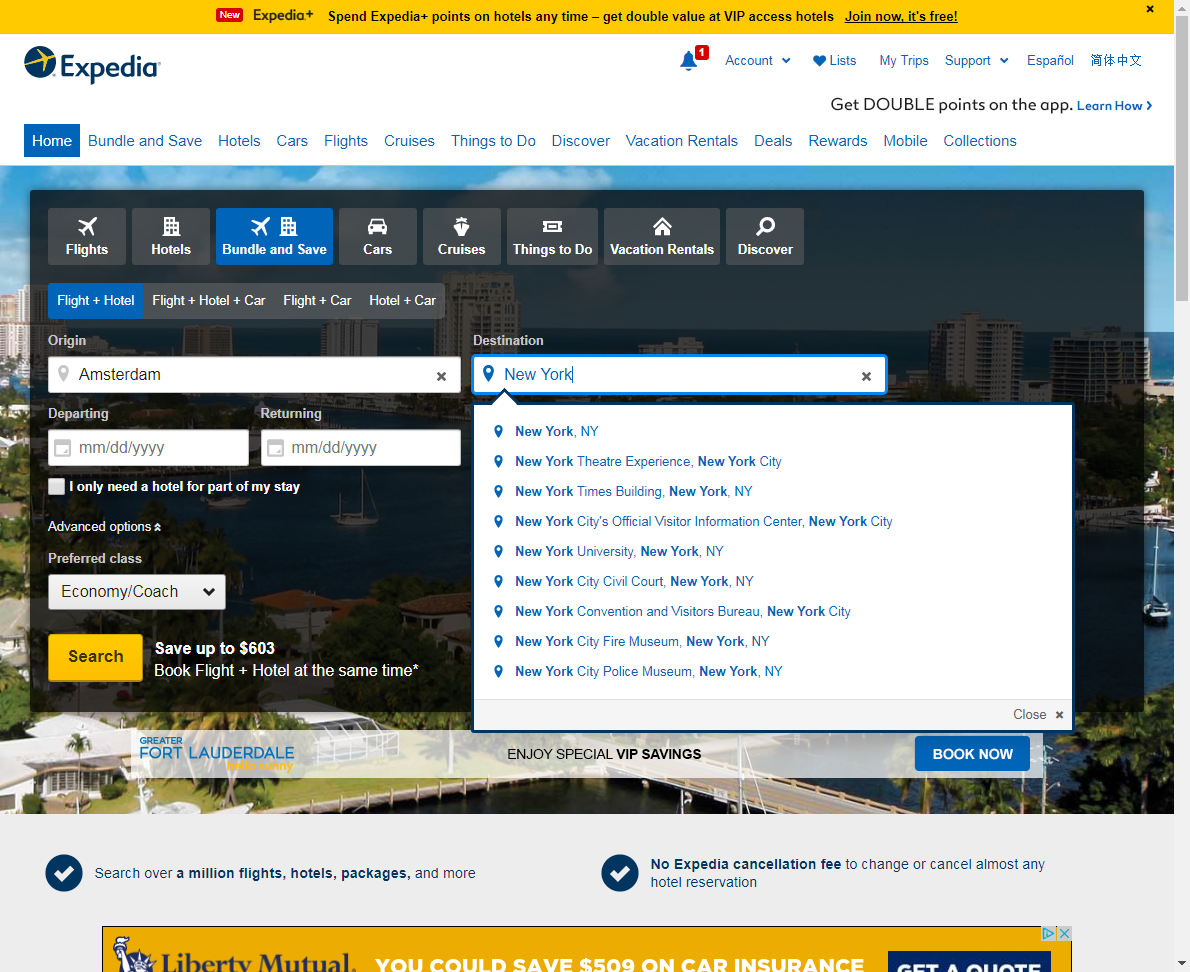 New Expedia+ Spend Expedia+ points on hotels any time – get double value at VIP access hotels Join now, it's free!
Expedia
1 Account Lists My Trips Support Español 简体中文
Get DOUBLE points on the app. Learn How
Home Bundle and Save Hotels Cars Flights Cruises Things to Do Discover Vacation Rentals Deals Rewards Mobile Collections
Flights Hotels Bundle and Save Cars Cruises Things to Do Vacation Rentals Discover
Flight + Hotel Flight + Hotel + Car Flight + Car Hotel + Car
Origin Destination
Amsterdam New York
Departing Returning
mm/dd/yyyy mm/dd/yyyy
I only need a hotel for part of my stay
Advanced options
Preferred class
Economy/Coach
Search
Save up to $603
Book Flight + Hotel at the same time*
New York, NY
New York Theatre Experience, New York City
New York Times Building, New York, NY
New York City's Official Visitor Information Center, New York City
New York University, New York, NY
New York City Civil Court, New York, NY
New York Convention and Visitors Bureau, New York City
New York City Fire Museum, New York, NY
New York City Police Museum, New York, NY
Close
GREATER
FORT LAUDERDALE
hello sunny
ENJOY SPECIAL VIP SAVINGS
BOOK NOW
Search over a million flights, hotels, packages, and more
No Expedia cancellation fee to change or cancel almost any
hotel reservation
Liberty Mutual. YOU COULD SAVE $509 ON CAR INSURANCE GET A QUOTE